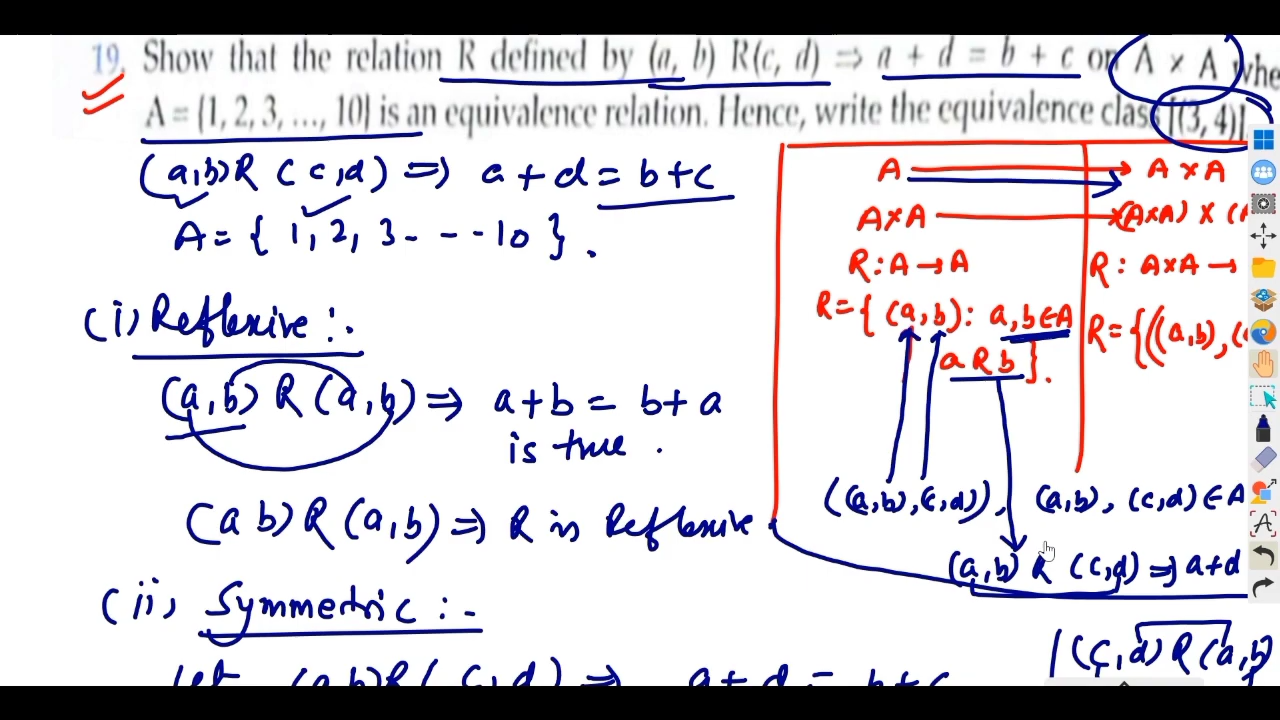 19. Show that the relation R defined by (a, b) R(c, d) ⇒ a + d = b + c on A × A whe
A = {1, 2, 3, ..., 10} is an equivalence relation. Hence, write the equivalence class [(3, 4)]
(a,b) R (c,d) ⇒ a+d = b+c
A = { 1, 2, 3- - - 10 } .
(i) Reflexive :.
(a,b) R (a,b) ⇒ a+b = b+a
is true .
(a b) R (a,b) ⇒ R is Reflexive .
(ii) Symmetric : -
let (a b) R ( c, d) ⇒ a + d = b+c
A → A × A
A×A → (A×A) × (A
R : A → A
R : A×A →
R = { (a, b) : a, b ∈ A
R = { ((a,b), (c
a R b } .
((a,b), (c,d)) , (a,b), (c,d) ∈ A
(a,b) R (c,d) ⇒ a+d
(c,d) R (a,b)